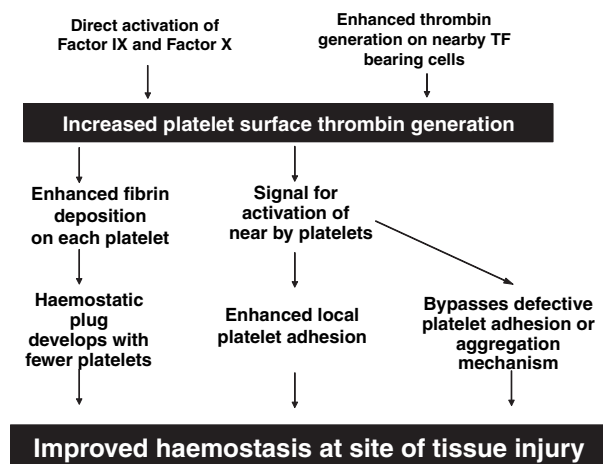 Direct activation of
Factor IX and Factor X
Enhanced thrombin
generation on nearby TF
bearing cells
Increased platelet surface thrombin generation
Enhanced fibrin
deposition
on each platelet
Signal for
activation of
near by platelets
Haemostatic
plug
develops with
fewer platelets
Enhanced local
platelet adhesion
Bypasses defective
platelet adhesion or
aggregation
mechanism
Improved haemostasis at site of tissue injury